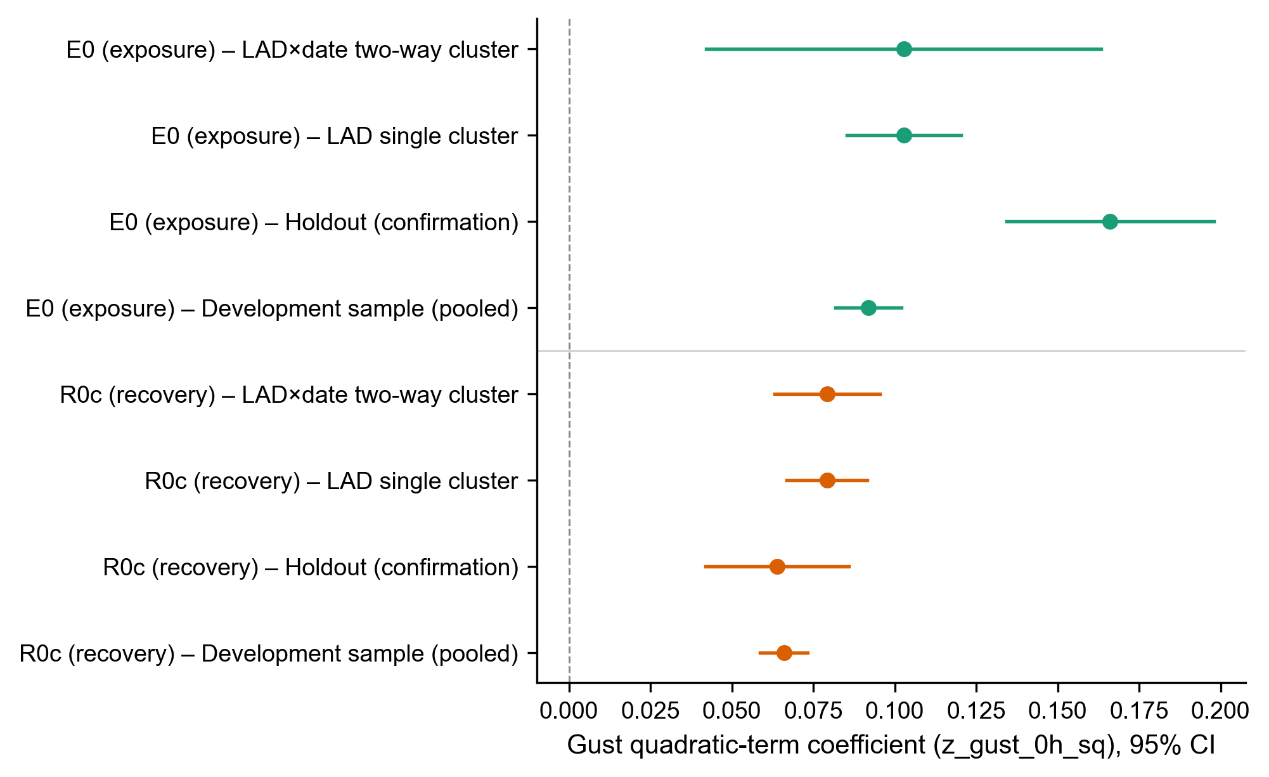 E0 (exposure) – LAD×date two-way cluster
E0 (exposure) – LAD single cluster
E0 (exposure) – Holdout (confirmation)
E0 (exposure) – Development sample (pooled)
R0c (recovery) – LAD×date two-way cluster
R0c (recovery) – LAD single cluster
R0c (recovery) – Holdout (confirmation)
R0c (recovery) – Development sample (pooled)
0.000 0.025 0.050 0.075 0.100 0.125 0.150 0.175 0.200
Gust quadratic-term coefficient (z_gust_0h_sq), 95% CI